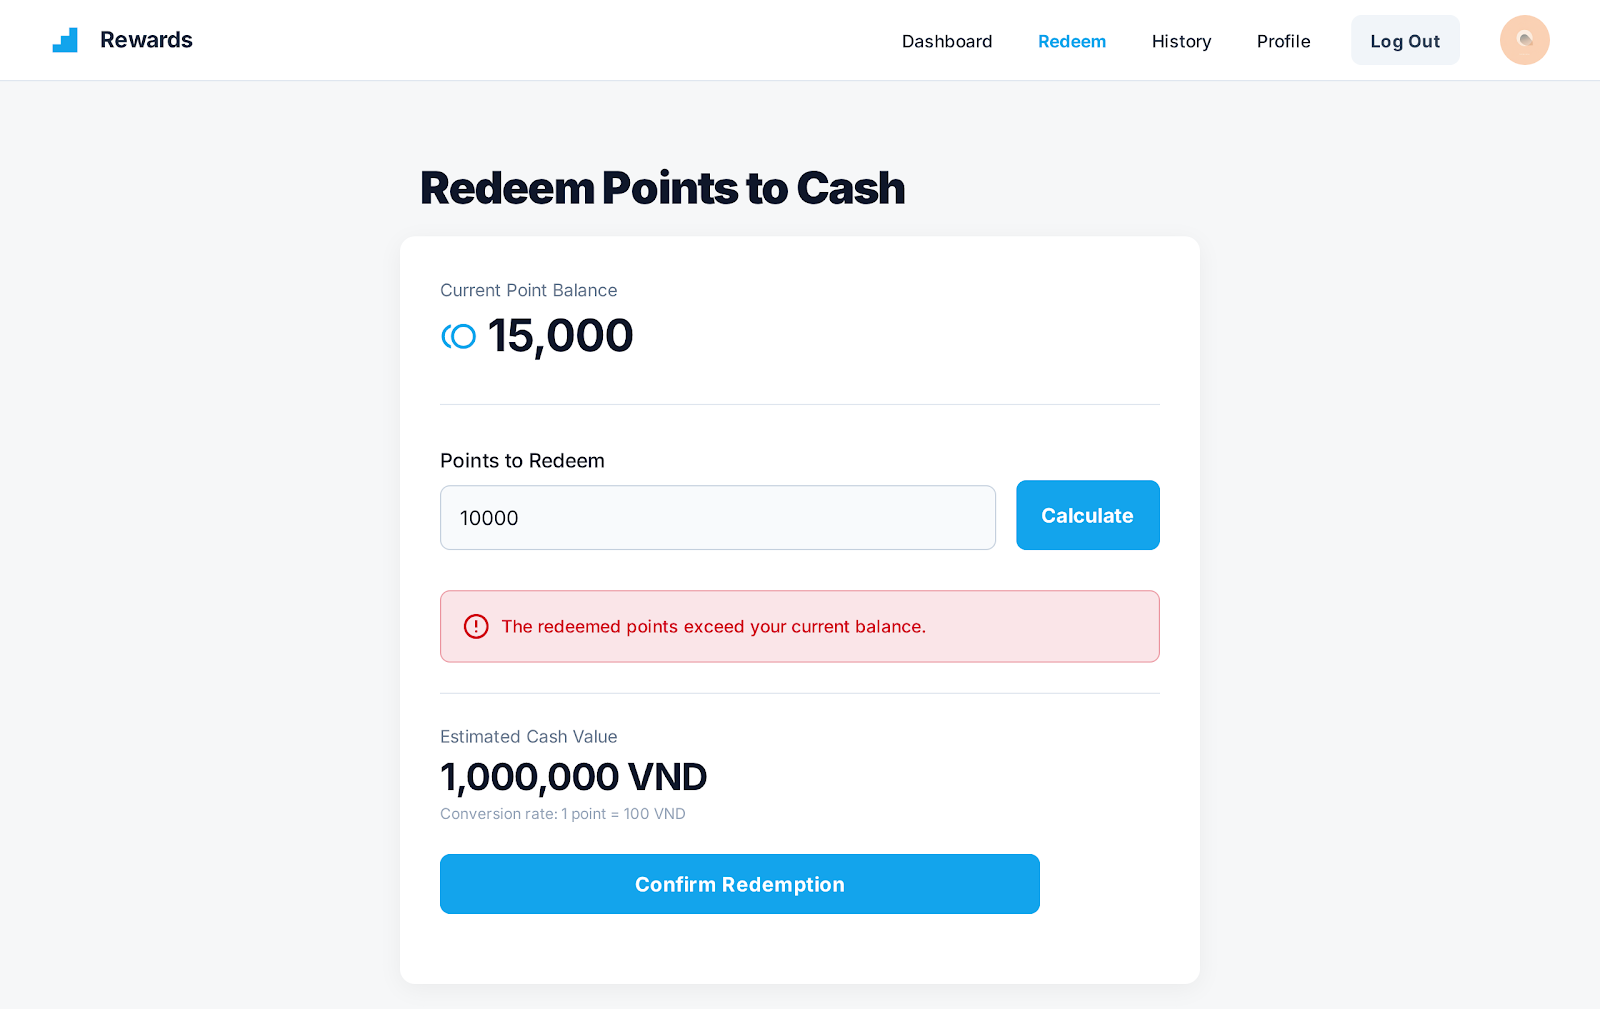 Rewards
Dashboard
Redeem
History
Profile
Log Out
Redeem Points to Cash
Current Point Balance
15,000
Points to Redeem
10000
Calculate
The redeemed points exceed your current balance.
Estimated Cash Value
1,000,000 VND
Conversion rate: 1 point = 100 VND
Confirm Redemption